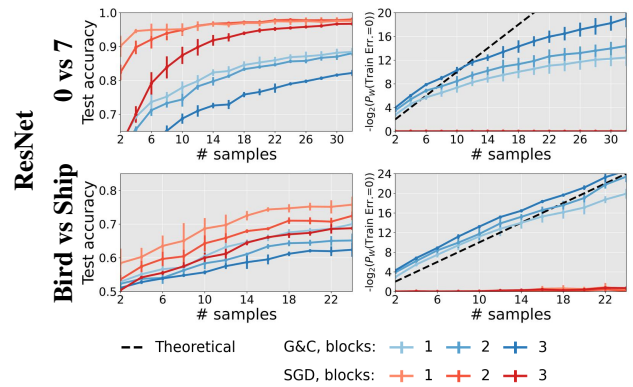 ResNet
0 vs 7
Test accuracy
1.0
0.9
0.8
0.7
2 6 10 14 18 22 26 30
# samples
-log2(PW(Train Err.=0))
20
16
12
8
4
0
2 6 10 14 18 22 26 30
# samples
Bird vs Ship
Test accuracy
0.8
0.7
0.6
0.5
2 6 10 14 18 22
# samples
-log2(PW(Train Err.=0))
24
20
16
12
8
4
0
2 6 10 14 18 22
# samples
Theoretical G&C, blocks: 1 2 3
SGD, blocks: 1 2 3